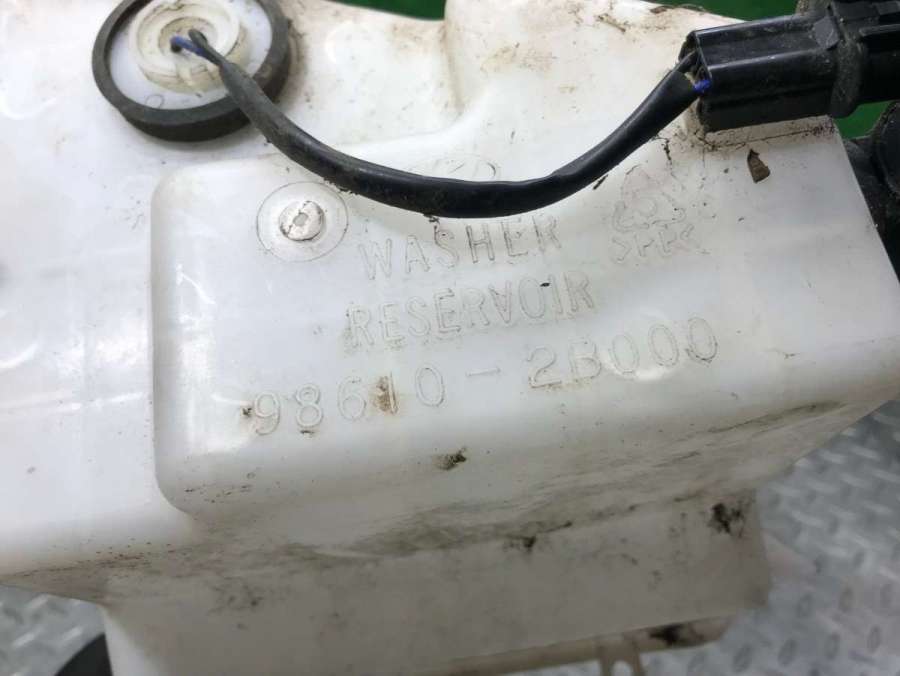 WASHER
RESERVOIR
98610-2B000